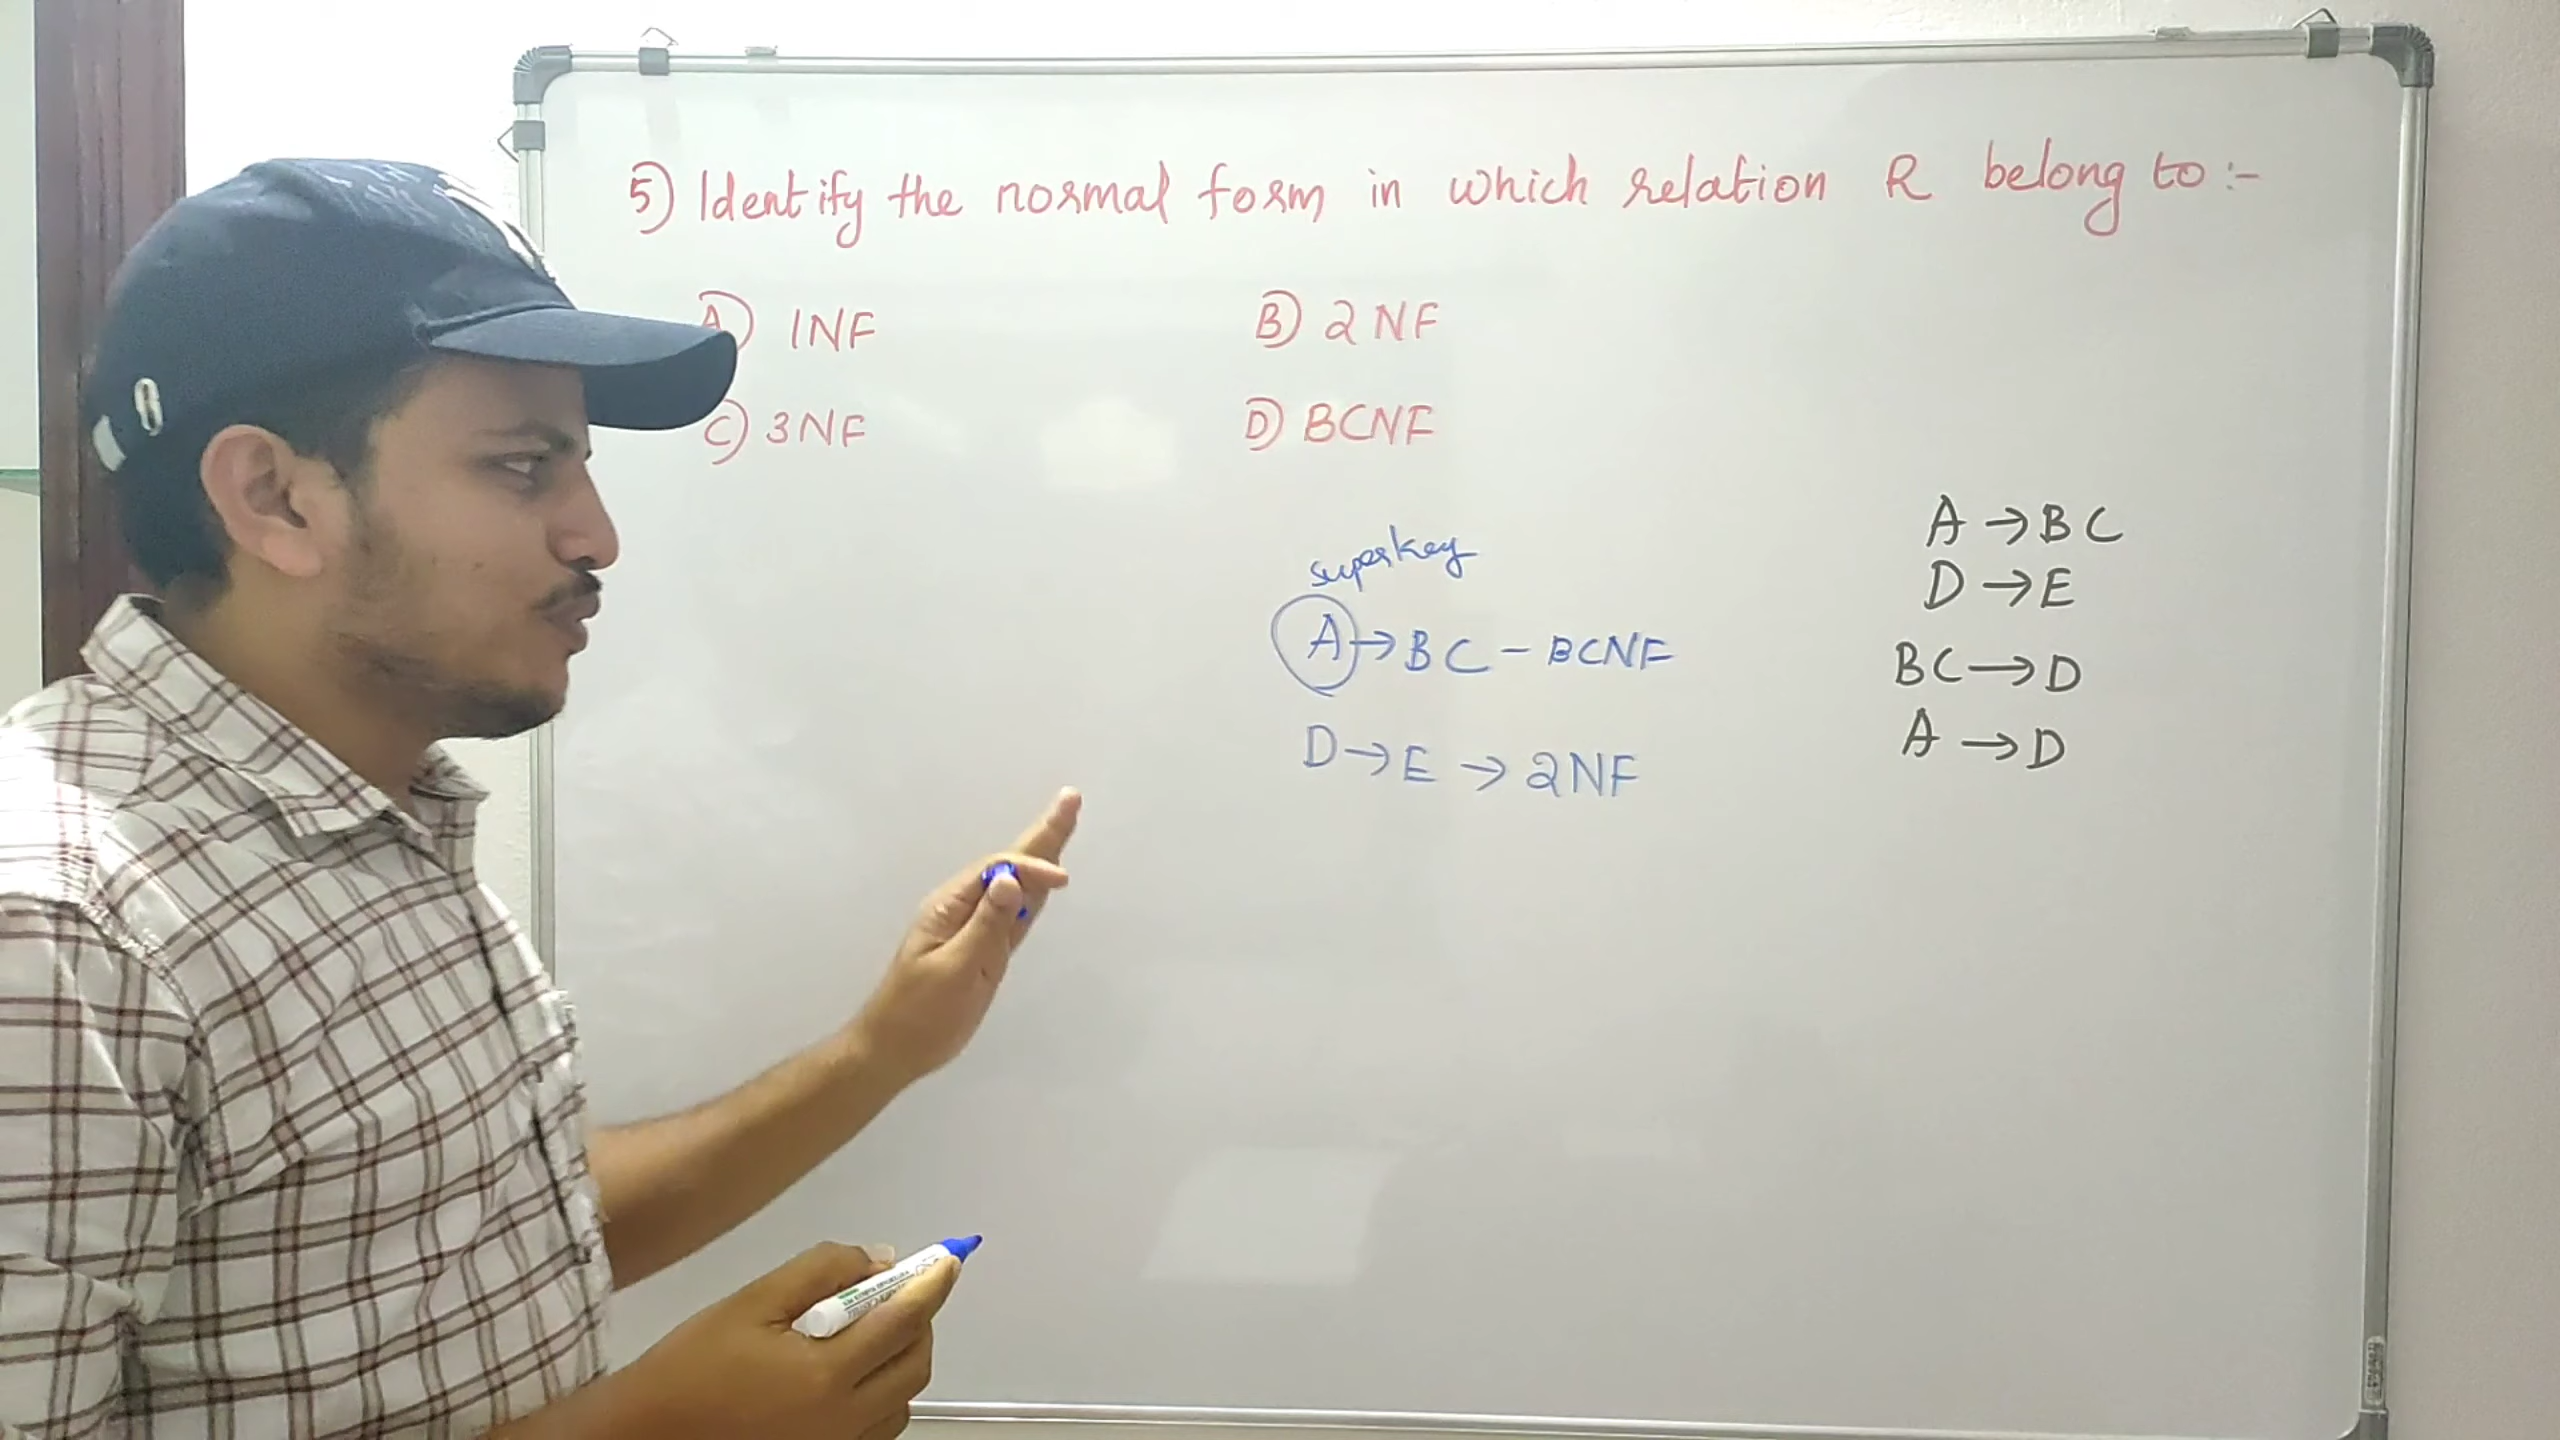 5) Identify the normal form in which relation R belong to :-
A) 1NF
B) 2NF
C) 3NF
D) BCNF
superkey
A → BC - BCNF
D → E → 2NF
A → BC
D → E
BC → D
A → D